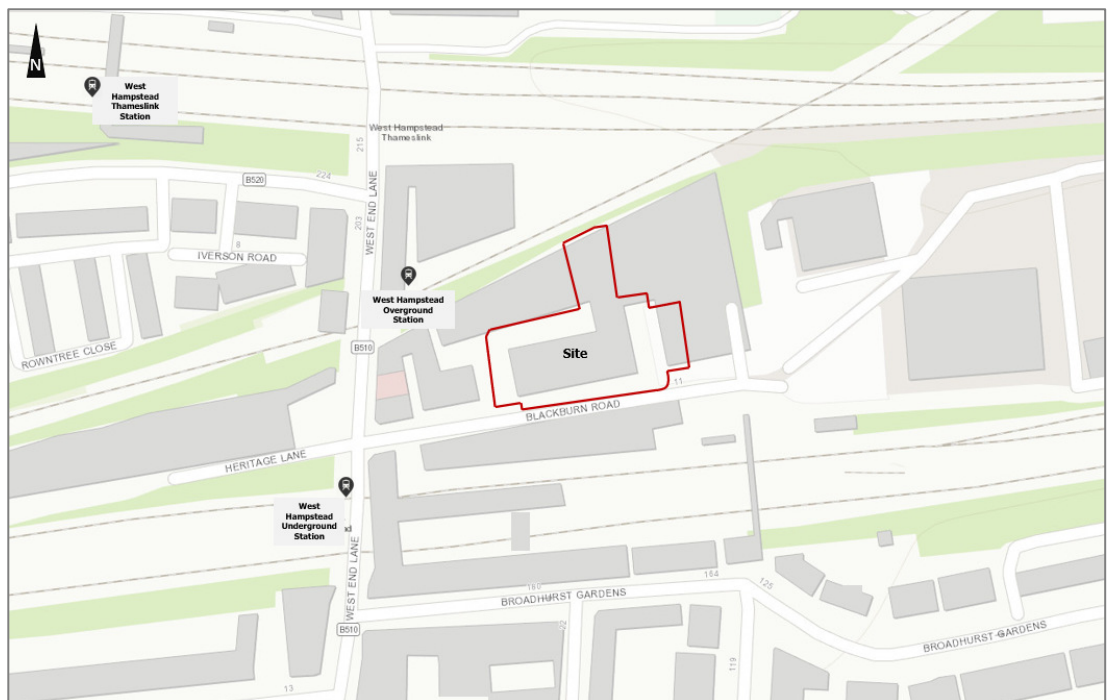 N
West
Hampstead
Thameslink
Station
West Hampstead
Thameslink
215
B520
224
WEST END LANE
203
8
IVERSON ROAD
West Hampstead
Overground
Station
ROWNTREE CLOSE
B510
Site
11
BLACKBURN ROAD
HERITAGE LANE
West
Hampstead
Underground
Station
ad
WEST END LANE
180
164
125
BROADHURST GARDENS
B510
22
119
BROADHURST GARDENS
13